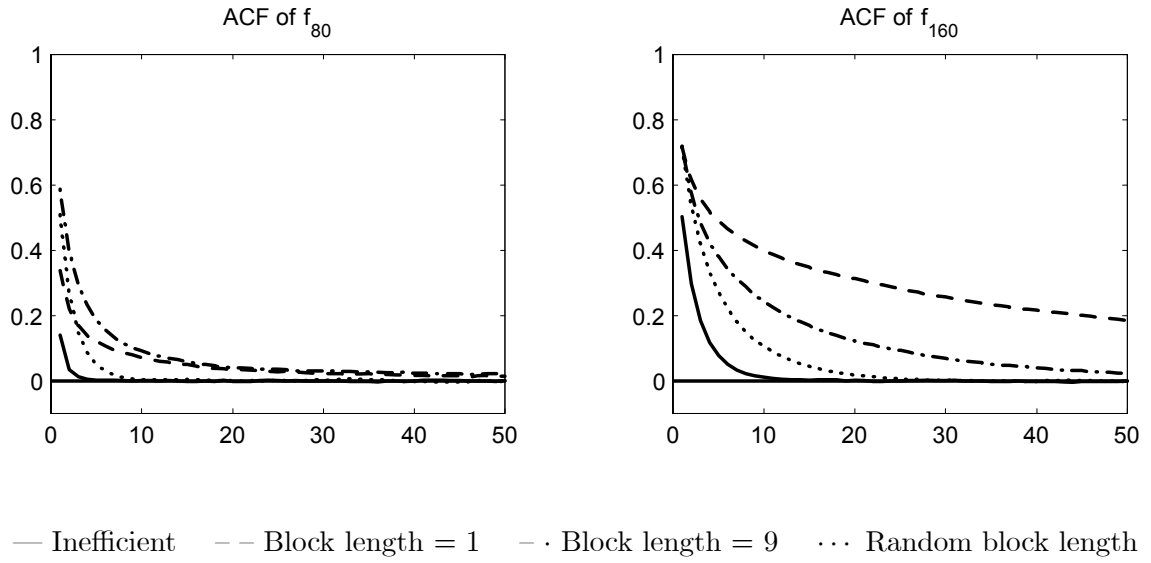 ACF of f80
1
0.8
0.6
0.4
0.2
0
0 10 20 30 40 50
ACF of f160
1
0.8
0.6
0.4
0.2
0
0 10 20 30 40 50
— Inefficient – – Block length = 1 – · Block length = 9 ··· Random block length